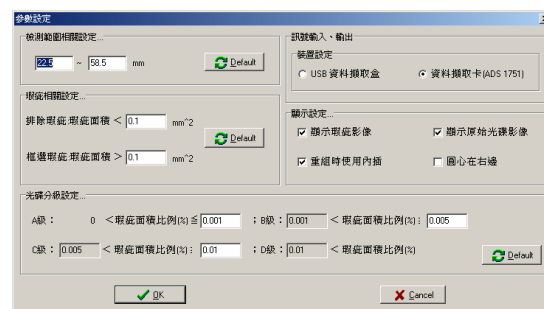 參數設定
檢測範圍相關設定...
22.5 ~ 58.5 mm Default
瑕疵相關設定...
排除瑕疵:瑕疵面積 < 0.1 mm^2
Default
框選瑕疵:瑕疵面積 > 0.1 mm^2
訊號輸入、輸出
裝置設定
USB 資料擷取盒 資料擷取卡(ADS 1751)
顯示設定...
顯示瑕疵影像 顯示原始光碟影像
重組時使用內插 圓心在右邊
光碟分級設定...
A級: 0 <瑕疵面積比例(%)≦ 0.001 ;B級: 0.001 < 瑕疵面積比例(%) 0.005
C級: 0.005 < 瑕疵面積比例(%) 0.01 ;D級: 0.01 < 瑕疵面積比例(%)
Default
OK Cancel